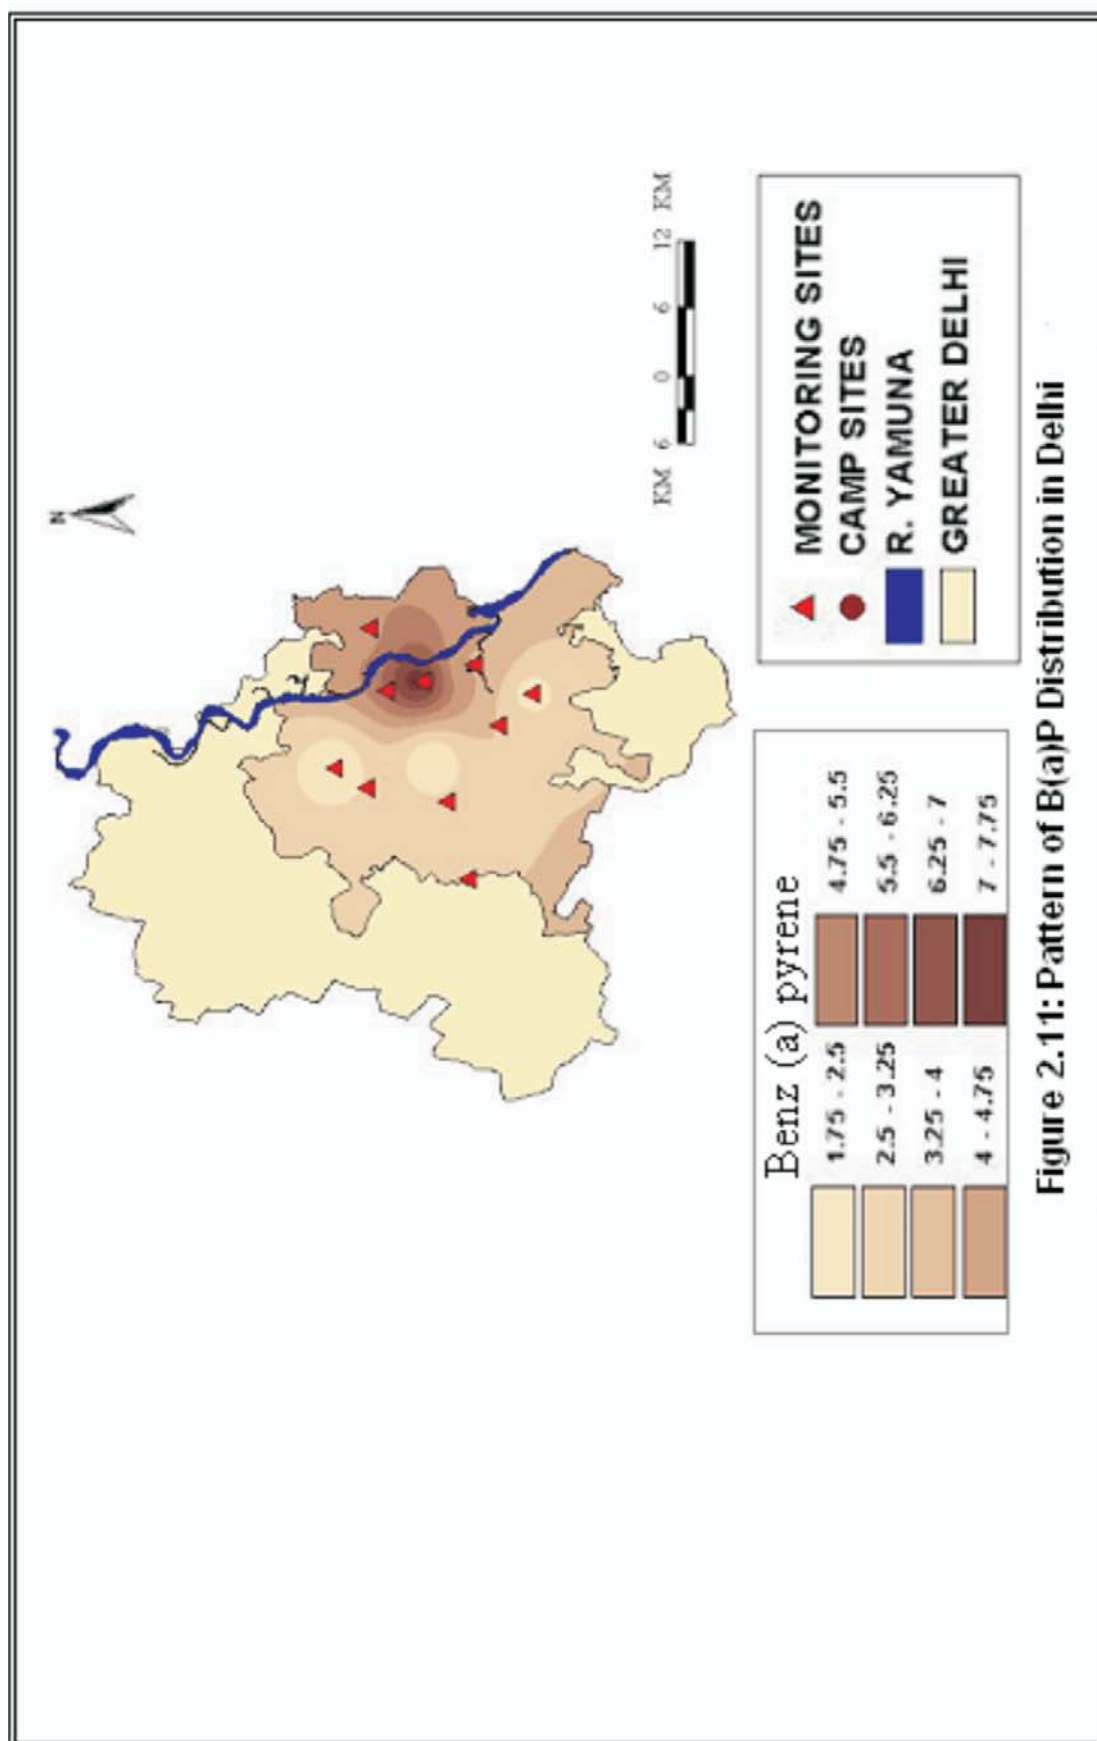 N
KM 6 0 6 12 KM
Benz (a) pyrene
1.75 - 2.5 4.75 - 5.5
2.5 - 3.25 5.5 - 6.25
3.25 - 4 6.25 - 7
4 - 4.75 7 - 7.75
MONITORING SITES
CAMP SITES
R. YAMUNA
GREATER DELHI
Figure 2.11: Pattern of B(a)P Distribution in Delhi